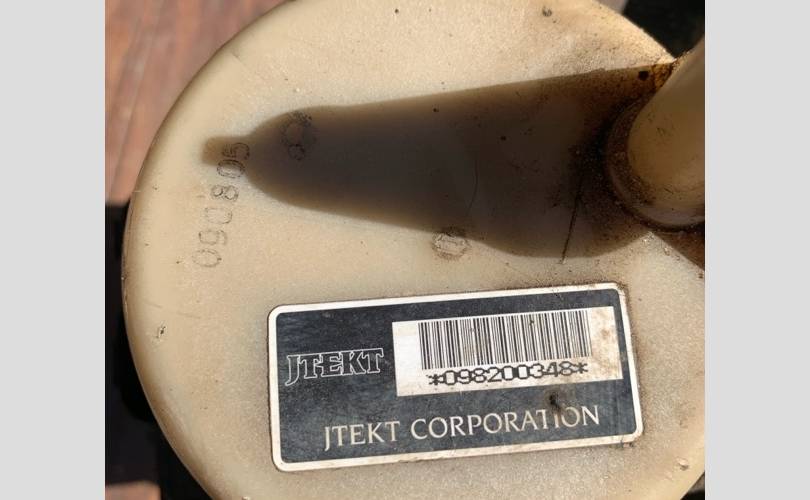 090805
JTEKT
*098200348*
JTEKT CORPORATION